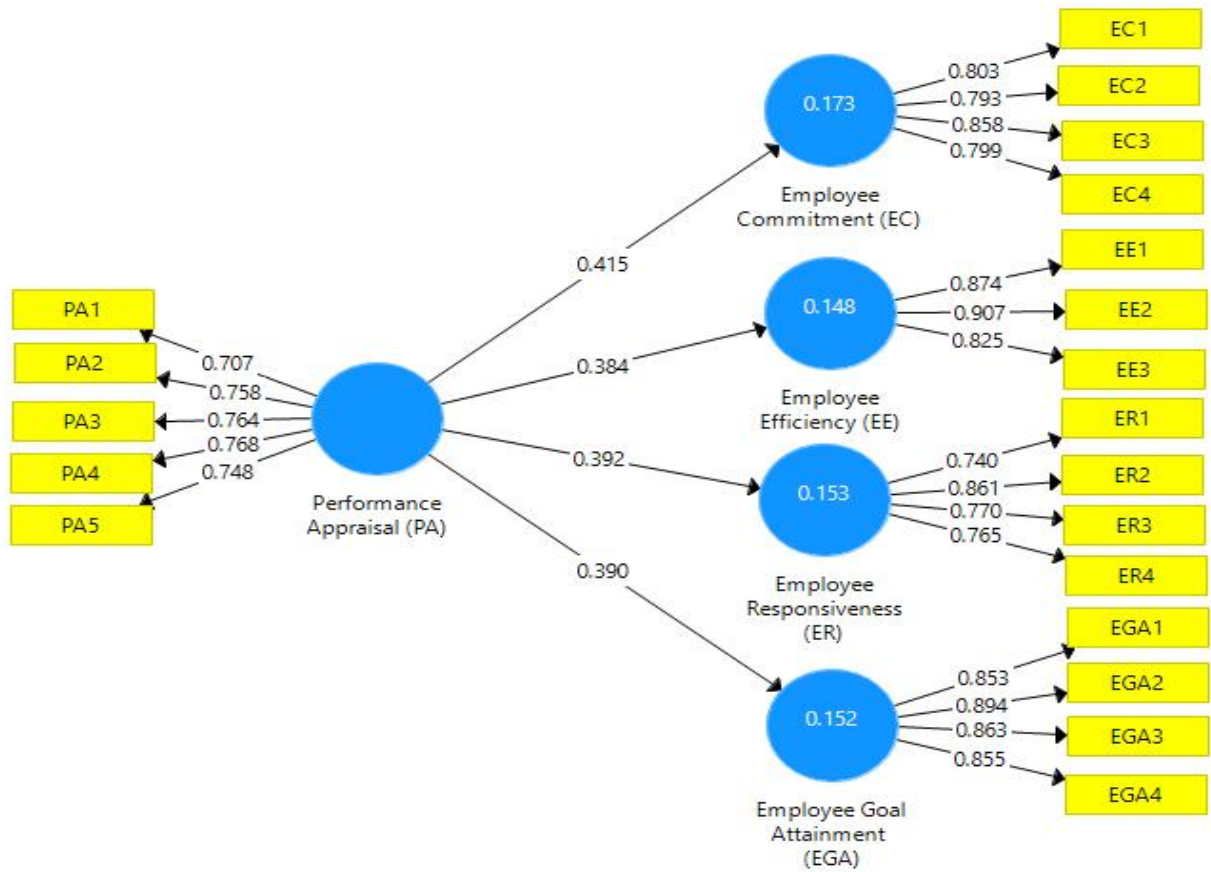 PA1
PA2
PA3
PA4
PA5
0.707
0.758
0.764
0.768
0.748
Performance
Appraisal (PA)
0.415
0.384
0.392
0.390
0.173
Employee
Commitment (EC)
0.803
0.793
0.858
0.799
EC1
EC2
EC3
EC4
0.148
Employee
Efficiency (EE)
0.874
0.907
0.825
EE1
EE2
EE3
0.153
Employee
Responsiveness
(ER)
0.740
0.861
0.770
0.765
ER1
ER2
ER3
ER4
0.152
Employee Goal
Attainment
(EGA)
0.853
0.894
0.863
0.855
EGA1
EGA2
EGA3
EGA4